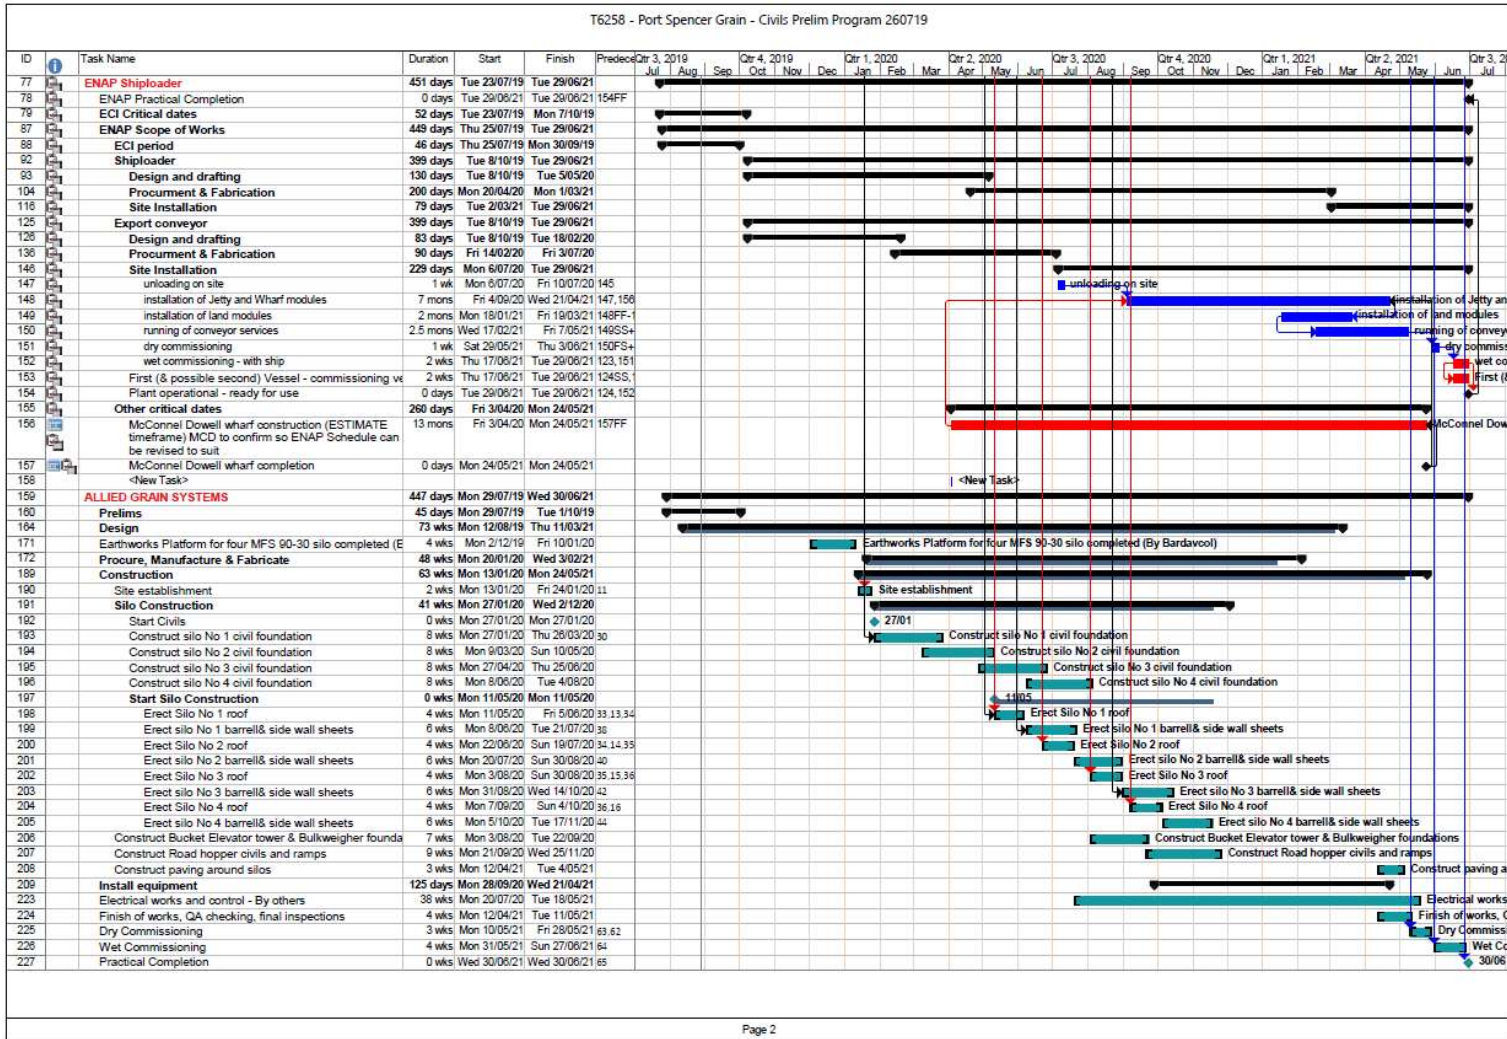 T6258 - Port Spencer Grain - Civils Prelim Program 260719
ID Task Name Duration Start Finish Predece Qtr 3, 2019 Qtr 4, 2019 Qtr 1, 2020 Qtr 2, 2020 Qtr 3, 2020 Qtr 4, 2020 Qtr 1, 2021 Qtr 2, 2021 Qtr 3, 2
Jul Aug Sep Oct Nov Dec Jan Feb Mar Apr May Jun Jul Aug Sep Oct Nov Dec Jan Feb Mar Apr May Jun Jul
77 ENAP Shiploader 451 days Tue 23/07/19 Tue 29/06/21
78 ENAP Practical Completion 0 days Tue 29/06/21 Tue 29/06/21 154FF
79 ECI Critical dates 52 days Tue 23/07/19 Mon 7/10/19
87 ENAP Scope of Works 449 days Thu 25/07/19 Tue 29/06/21
88 ECI period 46 days Thu 25/07/19 Mon 30/09/19
92 Shiploader 399 days Tue 8/10/19 Tue 29/06/21
93 Design and drafting 130 days Tue 8/10/19 Tue 5/05/20
104 Procurment & Fabrication 200 days Mon 20/04/20 Mon 1/03/21
116 Site Installation 79 days Tue 2/03/21 Tue 29/06/21
125 Export conveyor 399 days Tue 8/10/19 Tue 29/06/21
126 Design and drafting 83 days Tue 8/10/19 Tue 18/02/20
136 Procurment & Fabrication 90 days Fri 14/02/20 Fri 3/07/20
146 Site Installation 229 days Mon 6/07/20 Tue 29/06/21
147 unloading on site 1 wk Mon 6/07/20 Fri 10/07/20 145 unloading on site
148 installation of Jetty and Wharf modules 7 mons Fri 4/09/20 Wed 21/04/21 147,156 installation of Jetty an
149 installation of land modules 2 mons Mon 18/01/21 Fri 19/03/21 148FF-1 installation of land modules
150 running of conveyor services 2.5 mons Wed 17/02/21 Fri 7/05/21 149SS+ running of convey
151 dry commissioning 1 wk Sat 29/05/21 Thu 3/06/21 150FS+ dry commiss
152 wet commissioning - with ship 2 wks Thu 17/06/21 Tue 29/06/21 123,151 wet co
153 First (& possible second) Vessel - commissioning ve 2 wks Thu 17/06/21 Tue 29/06/21 124SS, First (&
154 Plant operational - ready for use 0 days Tue 29/06/21 Tue 29/06/21 124,152
155 Other critical dates 260 days Fri 3/04/20 Mon 24/05/21
156 McConnel Dowell wharf construction (ESTIMATE 13 mons Fri 3/04/20 Mon 24/05/21 157FF McConnel Dow
timeframe) MCD to confirm so ENAP Schedule can
be revised to suit
157 McConnel Dowell wharf completion 0 days Mon 24/05/21 Mon 24/05/21
158 <New Task> <New Task>
159 ALLIED GRAIN SYSTEMS 447 days Mon 29/07/19 Wed 30/06/21
160 Prelims 45 days Mon 29/07/19 Tue 1/10/19
164 Design 73 wks Mon 12/08/19 Thu 11/03/21
171 Earthworks Platform for four MFS 90-30 silo completed (E 4 wks Mon 2/12/19 Fri 10/01/20 Earthworks Platform for four MFS 90-30 silo completed (By Bardavcol)
172 Procure, Manufacture & Fabricate 48 wks Mon 20/01/20 Wed 3/02/21
189 Construction 63 wks Mon 13/01/20 Mon 24/05/21
190 Site establishment 2 wks Mon 13/01/20 Fri 24/01/20 11 Site establishment
191 Silo Construction 41 wks Mon 27/01/20 Wed 2/12/20
192 Start Civils 0 wks Mon 27/01/20 Mon 27/01/20 27/01
193 Construct silo No 1 civil foundation 8 wks Mon 27/01/20 Thu 26/03/20 30 Construct silo No 1 civil foundation
194 Construct silo No 2 civil foundation 8 wks Mon 9/03/20 Sun 10/05/20 Construct silo No 2 civil foundation
195 Construct silo No 3 civil foundation 8 wks Mon 27/04/20 Thu 25/06/20 Construct silo No 3 civil foundation
196 Construct silo No 4 civil foundation 8 wks Mon 8/06/20 Tue 4/08/20 Construct silo No 4 civil foundation
197 Start Silo Construction 0 wks Mon 11/05/20 Mon 11/05/20 11/05
198 Erect Silo No 1 roof 4 wks Mon 11/05/20 Fri 5/06/20 33,13,34 Erect Silo No 1 roof
199 Erect silo No 1 barrell& side wall sheets 6 wks Mon 8/06/20 Tue 21/07/20 38 Erect silo No 1 barrell& side wall sheets
200 Erect Silo No 2 roof 4 wks Mon 22/06/20 Sun 19/07/20 34,14,35 Erect Silo No 2 roof
201 Erect silo No 2 barrell& side wall sheets 6 wks Mon 20/07/20 Sun 30/08/20 40 Erect silo No 2 barrell& side wall sheets
202 Erect Silo No 3 roof 4 wks Mon 3/08/20 Sun 30/08/20 35,15,36 Erect Silo No 3 roof
203 Erect silo No 3 barrell& side wall sheets 6 wks Mon 31/08/20 Wed 14/10/20 42 Erect silo No 3 barrell& side wall sheets
204 Erect Silo No 4 roof 4 wks Mon 7/09/20 Sun 4/10/20 36,16 Erect Silo No 4 roof
205 Erect silo No 4 barrell& side wall sheets 6 wks Mon 5/10/20 Tue 17/11/20 44 Erect silo No 4 barrell& side wall sheets
206 Construct Bucket Elevator tower & Bulkweigher founda 7 wks Mon 3/08/20 Tue 22/09/20 Construct Bucket Elevator tower & Bulkweigher foundations
207 Construct Road hopper civils and ramps 9 wks Mon 21/09/20 Wed 25/11/20 Construct Road hopper civils and ramps
208 Construct paving around silos 3 wks Mon 12/04/21 Tue 4/05/21 Construct paving a
209 Install equipment 125 days Mon 28/09/20 Wed 21/04/21
223 Electrical works and control - By others 38 wks Mon 20/07/20 Tue 18/05/21 Electrical works
224 Finish of works, QA checking, final inspections 4 wks Mon 12/04/21 Tue 11/05/21 Finish of works, Q
225 Dry Commissioning 3 wks Mon 10/05/21 Fri 28/05/21 63,62 Dry Commissi
226 Wet Commissioning 4 wks Mon 31/05/21 Sun 27/06/21 64 Wet Co
227 Practical Completion 0 wks Wed 30/06/21 Wed 30/06/21 65 30/06
Page 2